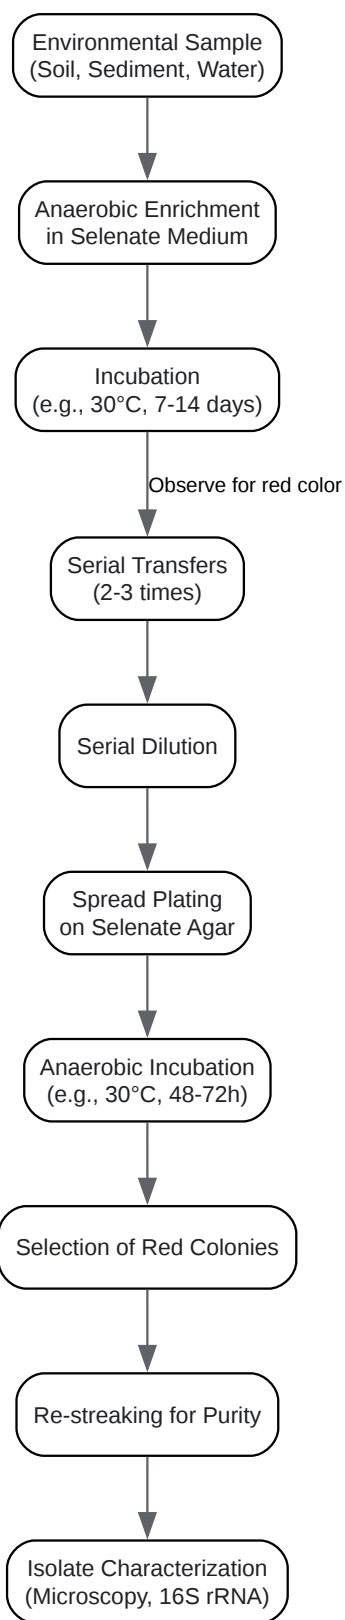 Environmental Sample
(Soil, Sediment, Water)
Anaerobic Enrichment
in Selenate Medium
Incubation
(e.g., 30°C, 7-14 days)
Observe for red color
Serial Transfers
(2-3 times)
Serial Dilution
Spread Plating
on Selenate Agar
Anaerobic Incubation
(e.g., 30°C, 48-72h)
Selection of Red Colonies
Re-streaking for Purity
Isolate Characterization
(Microscopy, 16S rRNA)